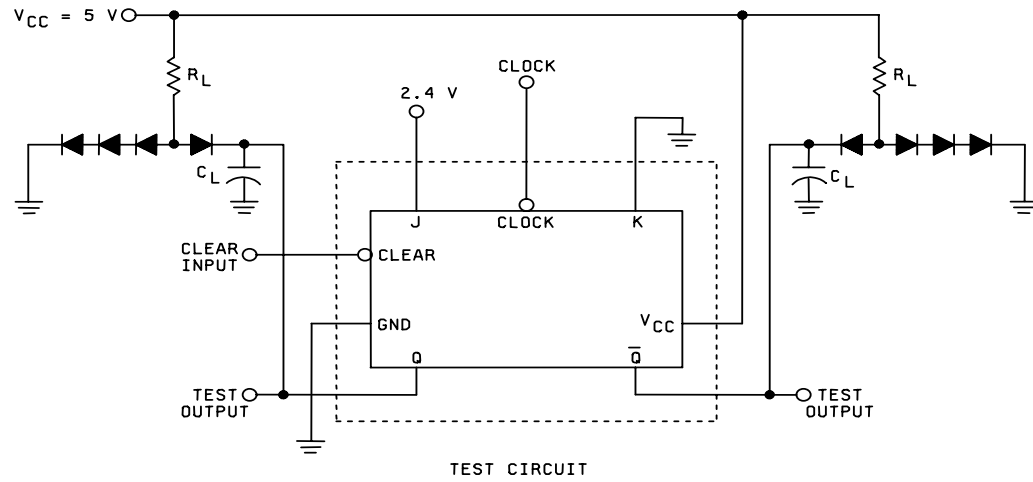 V_CC = 5 V
R_L
CLOCK
R_L
2.4 V
C_L
C_L
J
CLOCK
K
CLEAR
INPUT
CLEAR
GND
V_CC
Q
Q̅
TEST
OUTPUT
TEST
OUTPUT
TEST CIRCUIT